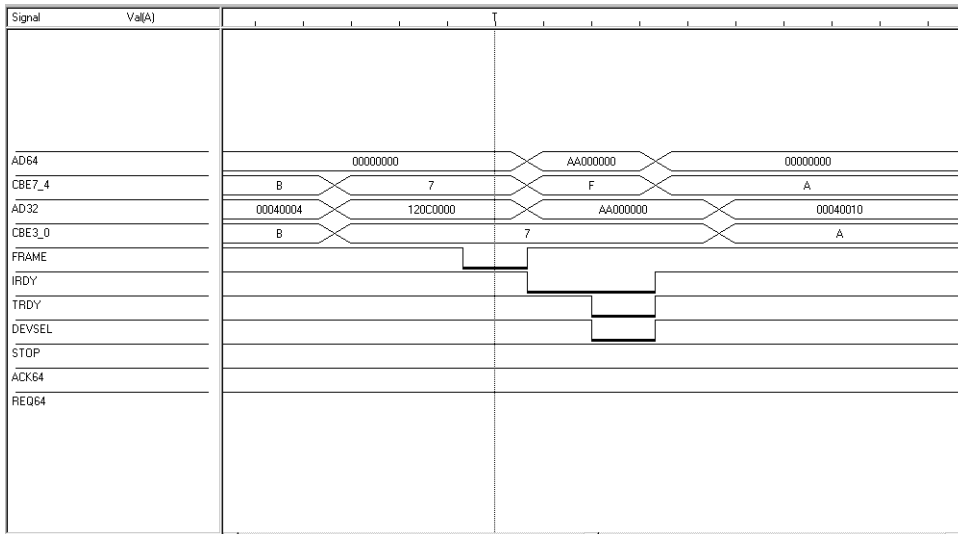 Signal Val(A) T
AD64 00000000 AA000000 00000000
CBE7_4 B 7 F A
AD32 00040004 120C0000 AA000000 00040010
CBE3_0 B 7 A
FRAME
IRDY
TRDY
DEVSEL
STOP
ACK64
REQ64